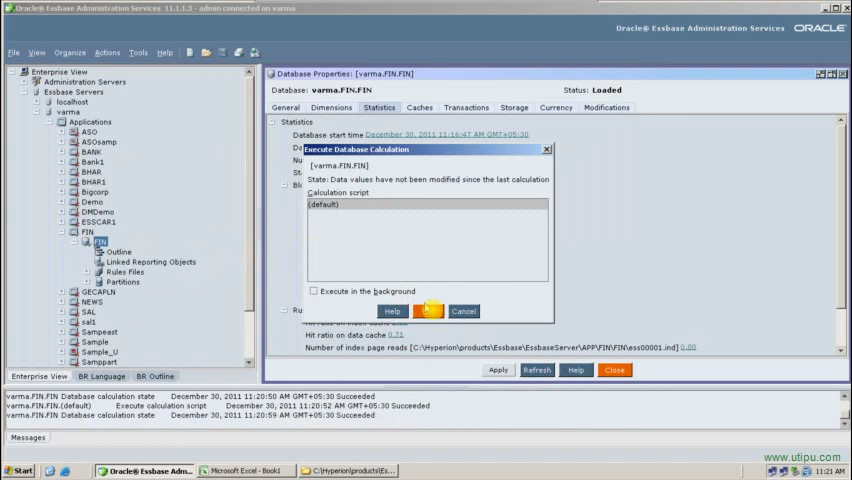 Oracle® Essbase Administration Services 11.1.1.3 - admin connected on varma
Oracle® Essbase Administration Services ORACLE
File View Organize Actions Tools Help
Enterprise View
Administration Servers
Essbase Servers
localhost
varma
Applications
ASO
ASOsamp
BANK
Bank1
BHAR
BHAR1
Bigcorp
Demo
DMDemo
ESSCAR1
FIN
FIN
Outline
Linked Reporting Objects
Rules Files
Partitions
GECAPLN
NEWS
SAL
sal1
Sampeast
Sample
Sample_U
Samppart
Enterprise View BR Language BR Outline
Database Properties: [varma.FIN.FIN]
Database: varma.FIN.FIN Status: Loaded
General Dimensions Statistics Caches Transactions Storage Currency Modifications
Statistics
Database start time December 30, 2011 11:16:47 AM GMT+05:30
Execute Database Calculation
[varma.FIN.FIN]
State: Data values have not been modified since the last calculation
Calculation script
(default)
Execute in the background
Help Cancel
Hit ratio on data cache 0.71
Number of index page reads [C:\Hyperion\products\Essbase\EssbaseServer\APP\FIN\FIN\ess00001.ind] 0.00
Apply Refresh Help Close
varma.FIN.FIN Database calculation state December 30, 2011 11:20:50 AM GMT+05:30 Succeeded
varma.FIN.FIN.(default) Execute calculation script December 30, 2011 11:20:52 AM GMT+05:30 Succeeded
varma.FIN.FIN Database calculation state December 30, 2011 11:20:59 AM GMT+05:30 Succeeded
Messages
www.utipu.com
Start Oracle® Essbase Adm... Microsoft Excel - Book1 C:\Hyperion\products\Es... 11:21 AM